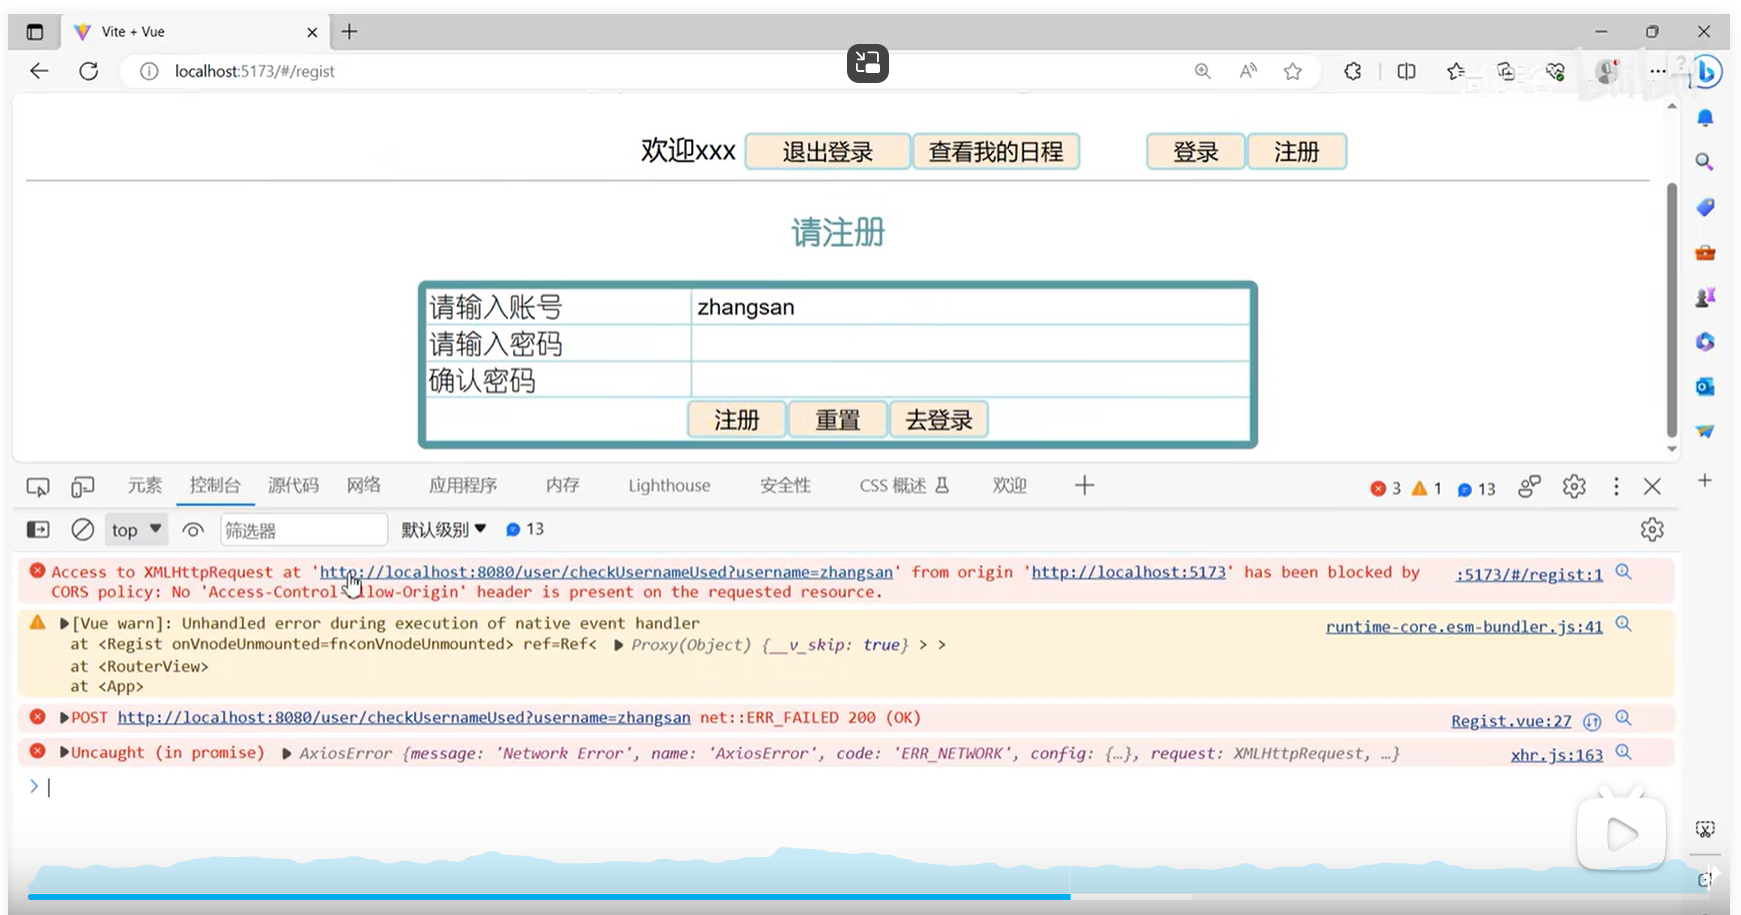 Vite + Vue
localhost:5173/#/regist
欢迎xxx 退出登录 查看我的日程 登录 注册
请注册
请输入账号 zhangsan
请输入密码
确认密码
注册 重置 去登录
元素 控制台 源代码 网络 应用程序 内存 Lighthouse 安全性 CSS 概述 欢迎 3 1 13
top 筛选器 默认级别 13
Access to XMLHttpRequest at 'http://localhost:8080/user/checkUsernameUsed?username=zhangsan' from origin 'http://localhost:5173' has been blocked by :5173/#/regist:1
CORS policy: No 'Access-Control-Allow-Origin' header is present on the requested resource.
[Vue warn]: Unhandled error during execution of native event handler runtime-core.esm-bundler.js:41
at <Regist onVnodeUnmounted=fn<onVnodeUnmounted> ref=Ref< Proxy(Object) {__v_skip: true} > >
at <RouterView>
at <App>
POST http://localhost:8080/user/checkUsernameUsed?username=zhangsan net::ERR_FAILED 200 (OK) Regist.vue:27
Uncaught (in promise) AxiosError {message: 'Network Error', name: 'AxiosError', code: 'ERR_NETWORK', config: {…}, request: XMLHttpRequest, …} xhr.js:163